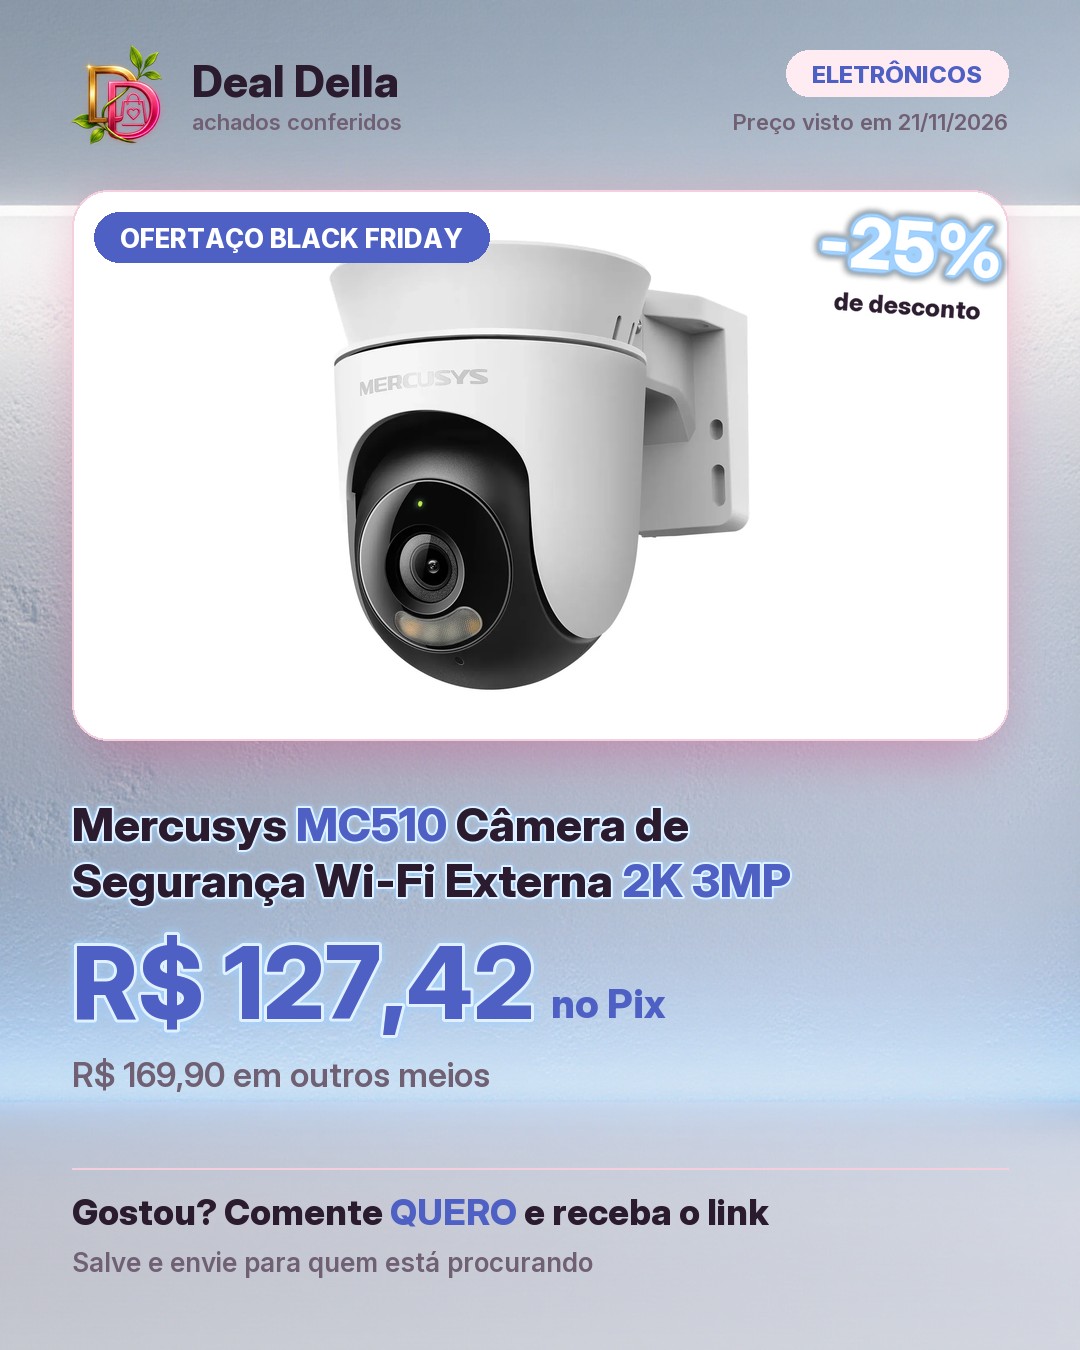 Deal Della
achados conferidos
ELETRÔNICOS
Preço visto em 21/11/2026
OFERTAÇO BLACK FRIDAY
-25%
de desconto
MERCUSYS
Mercusys MC510 Câmera de
Segurança Wi-Fi Externa 2K 3MP
R$ 127,42 no Pix
R$ 169,90 em outros meios
Gostou? Comente QUERO e receba o link
Salve e envie para quem está procurando